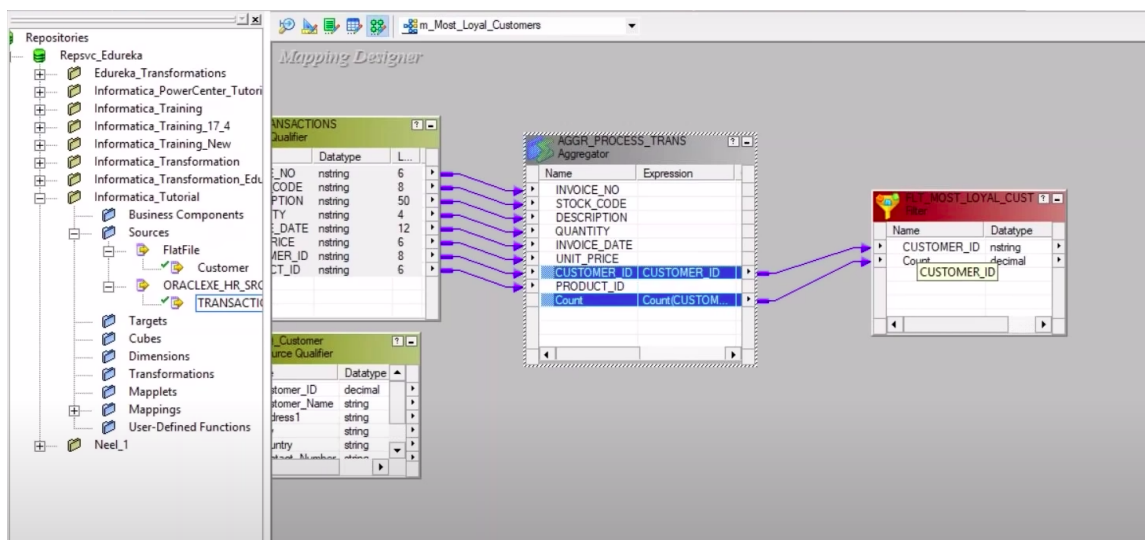 m_Most_Loyal_Customers
Repositories
Repsvc_Edureka
Edureka_Transformations
Informatica_PowerCenter_Tutori
Informatica_Training
Informatica_Training_17_4
Informatica_Training_New
Informatica_Transformation
Informatica_Transformation_Edu
Informatica_Tutorial
Business Components
Sources
FlatFile
Customer
ORACLEXE_HR_SRC
TRANSACTIO
Targets
Cubes
Dimensions
Transformations
Mapplets
Mappings
User-Defined Functions
Neel_1
Mapping Designer
ANSACTIONS
Qualifier
Datatype L...
E_NO nstring 6
CODE nstring 8
PTION nstring 50
TY nstring 4
E_DATE nstring 12
RICE nstring 6
MER_ID nstring 8
CT_ID nstring 6
_Customer
urce Qualifier
Datatype
stomer_ID decimal
stomer_Name string
dress1 string
string
untry string
ntact_Number string
AGGR_PROCESS_TRANS
Aggregator
Name Expression
INVOICE_NO
STOCK_CODE
DESCRIPTION
QUANTITY
INVOICE_DATE
UNIT_PRICE
CUSTOMER_ID CUSTOMER_ID
PRODUCT_ID
Count Count(CUSTOM...
FLT_MOST_LOYAL_CUST
Filter
Name Datatype
CUSTOMER_ID nstring
Count decimal
CUSTOMER_ID